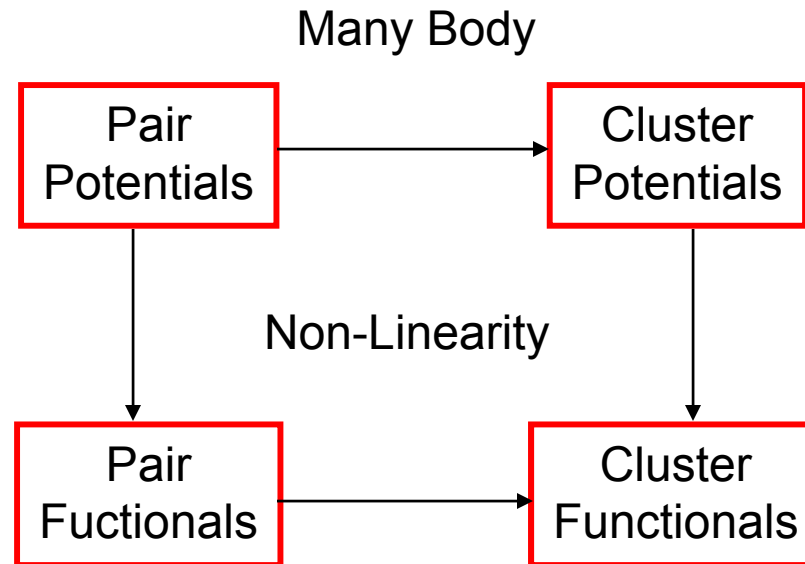 Many Body
Pair
Potentials
Cluster
Potentials
Non-Linearity
Pair
Fuctionals
Cluster
Functionals